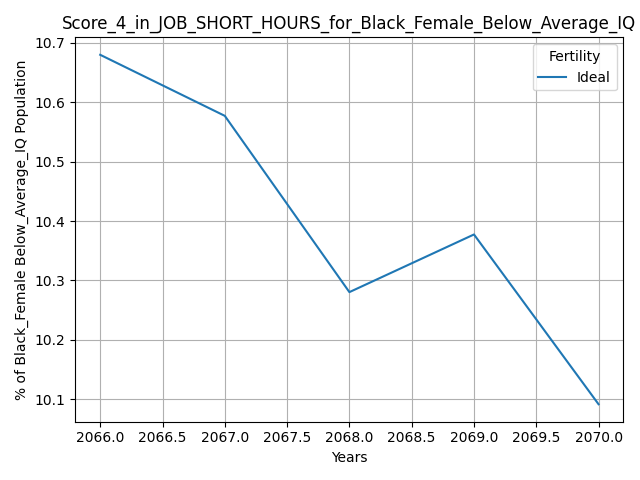 Score_4_in_JOB_SHORT_HOURS_for_Black_Female_Below_Average_IQ
Fertility
Ideal
% of Black_Female Below_Average_IQ Population
10.7
10.6
10.5
10.4
10.3
10.2
10.1
2066.0 2066.5 2067.0 2067.5 2068.0 2068.5 2069.0 2069.5 2070.0
Years